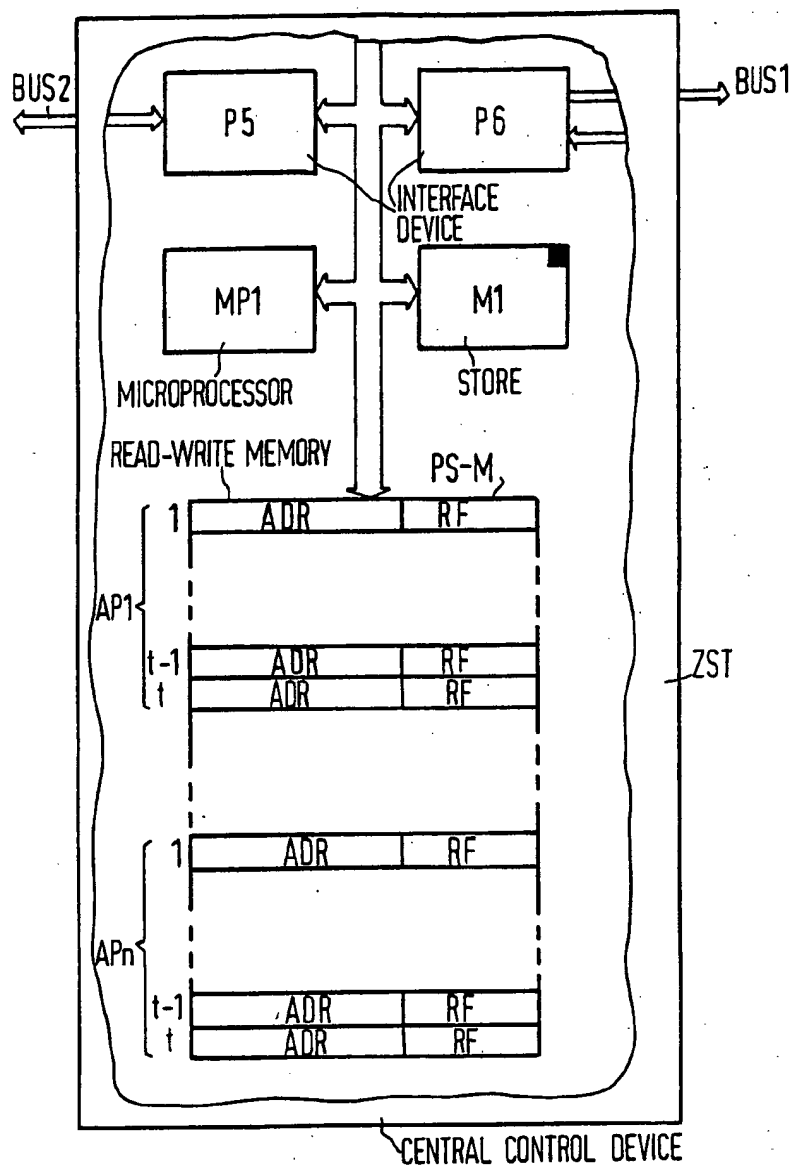 BUS2
BUS1
P5
P6
INTERFACE
DEVICE
MP1
M1
MICROPROCESSOR
STORE
READ-WRITE MEMORY
PS-M
1
ADR
RF
AP1
t-1
ADR
RF
t
ADR
RF
ZST
1
ADR
RF
APn
t-1
ADR
RF
t
ADR
RF
CENTRAL CONTROL DEVICE